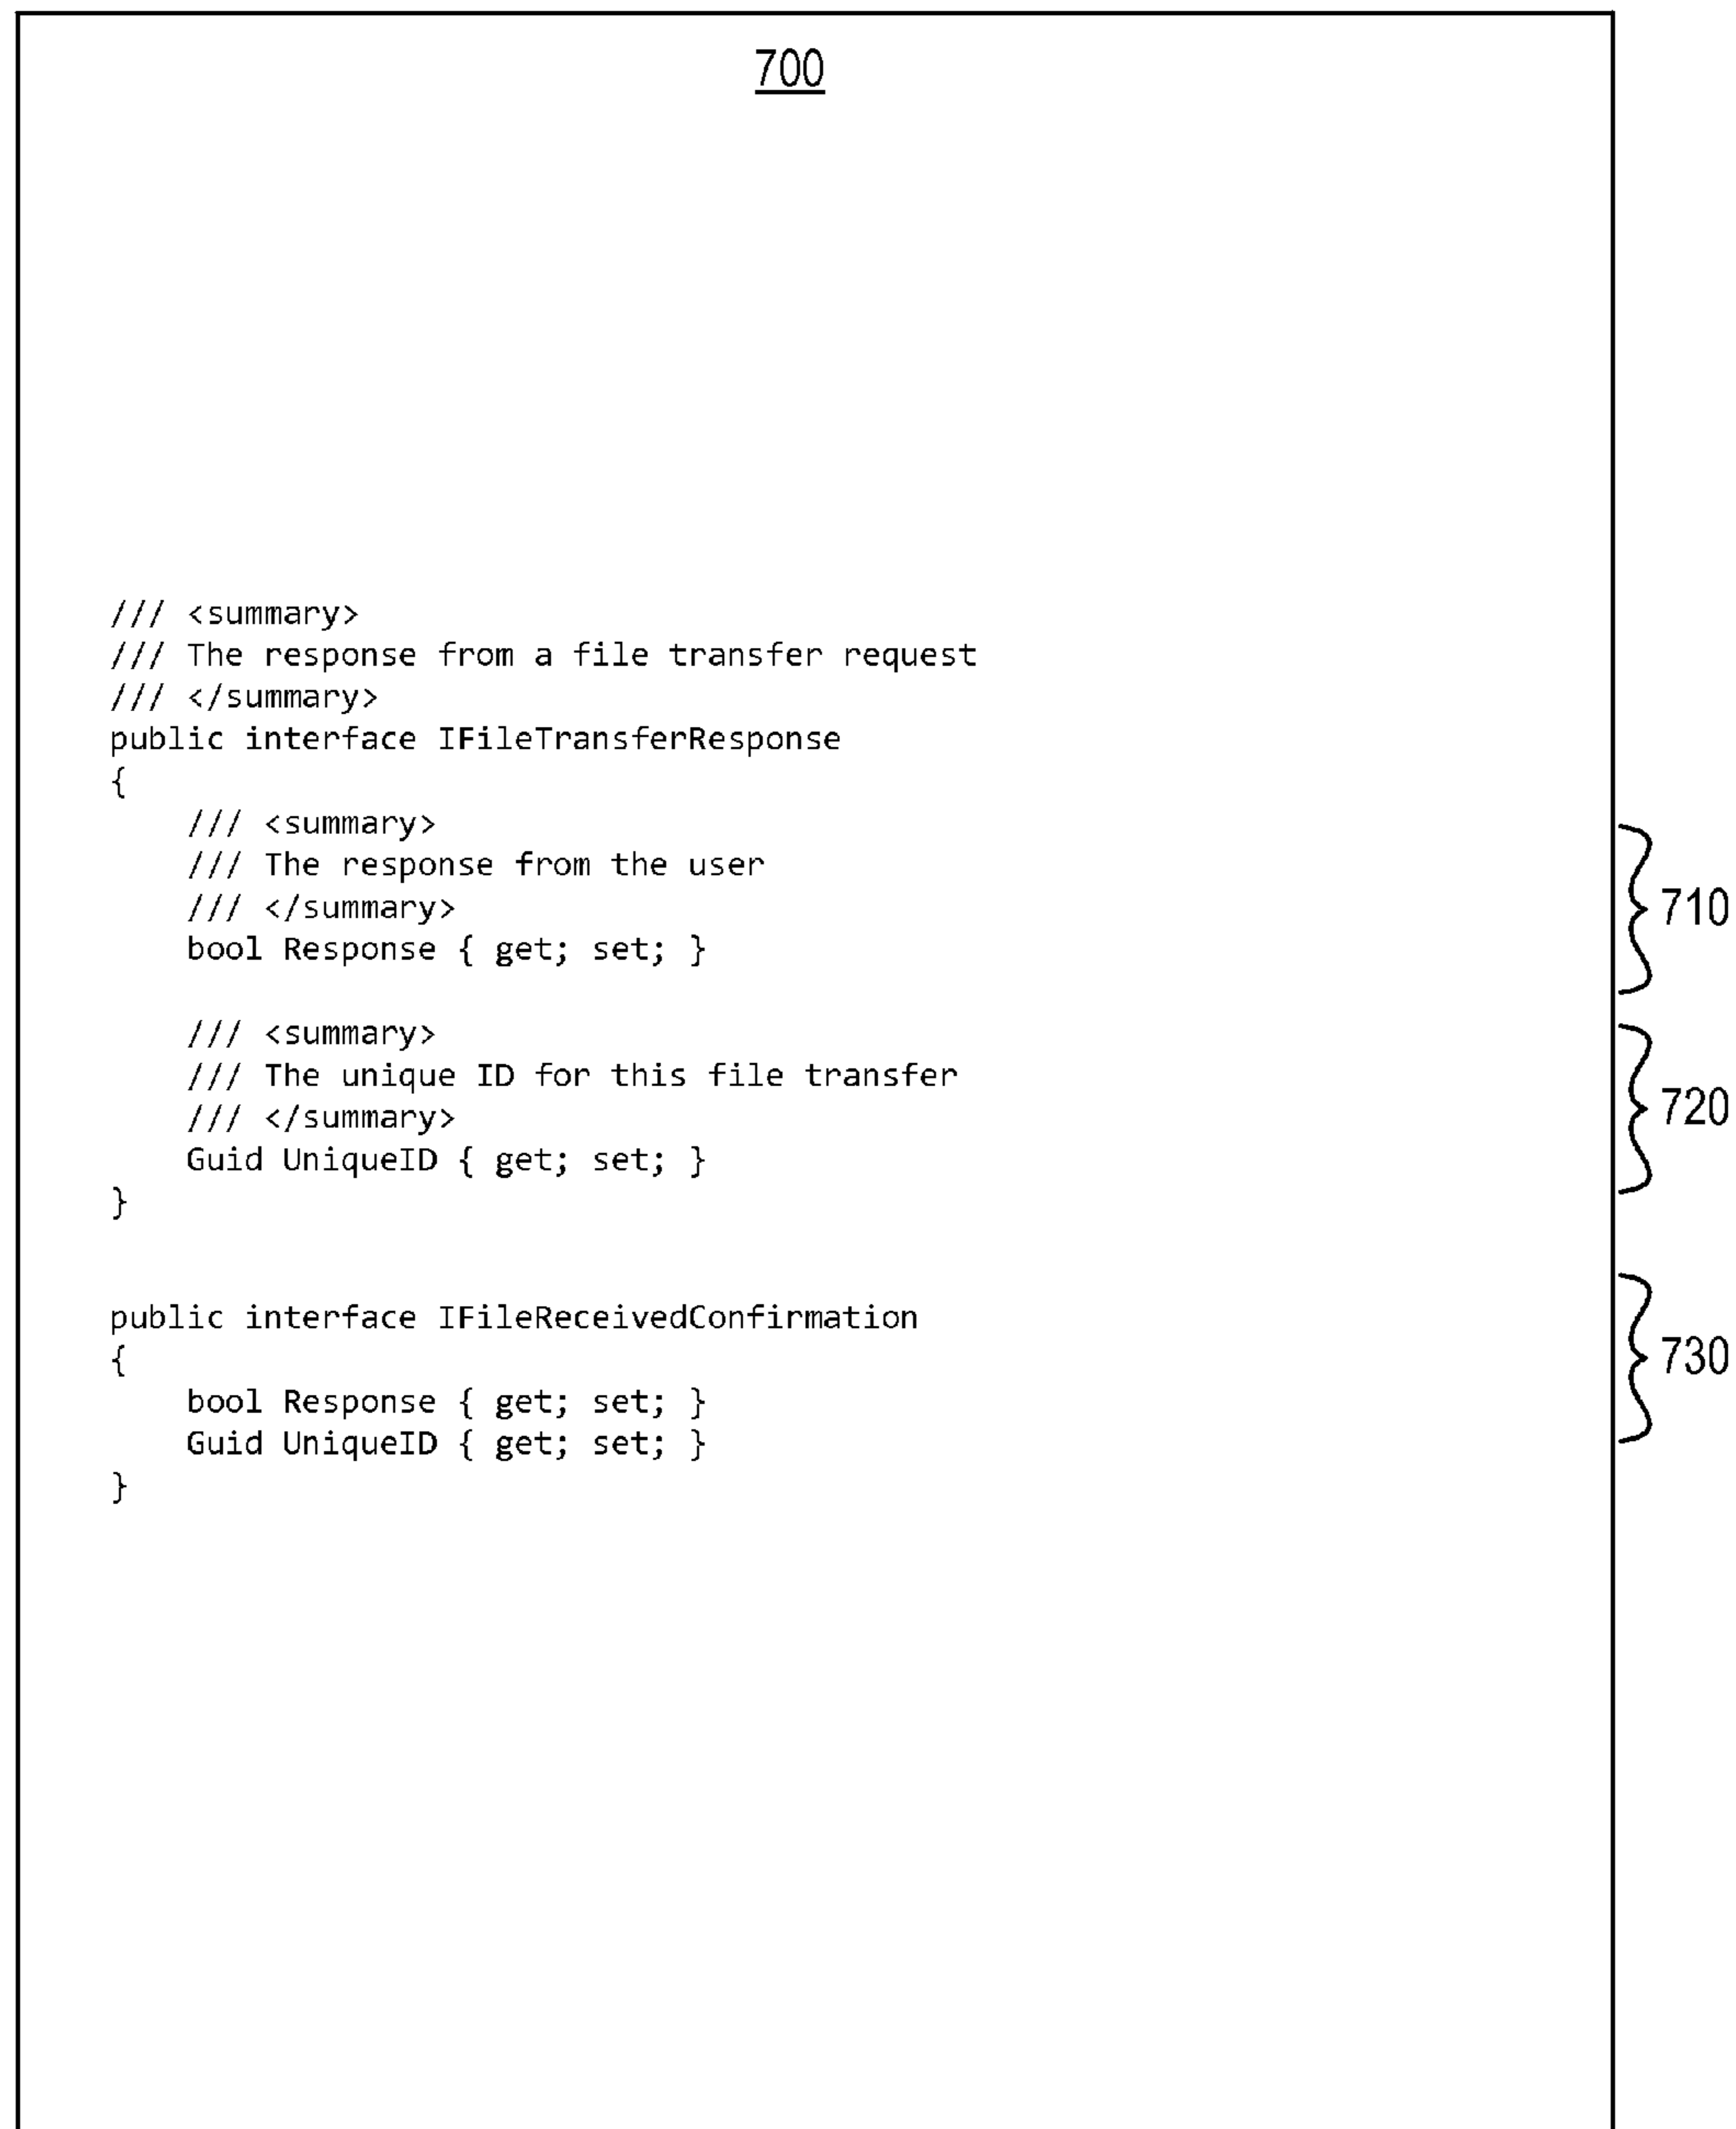 700
/// <summary>
/// The response from a file transfer request
/// </summary>
public interface IFileTransferResponse
{
/// <summary>
/// The response from the user
/// </summary>
bool Response { get; set; }
710
/// <summary>
/// The unique ID for this file transfer
/// </summary>
Guid UniqueID { get; set; }
720
}
public interface IFileReceivedConfirmation
{
bool Response { get; set; }
Guid UniqueID { get; set; }
}
730